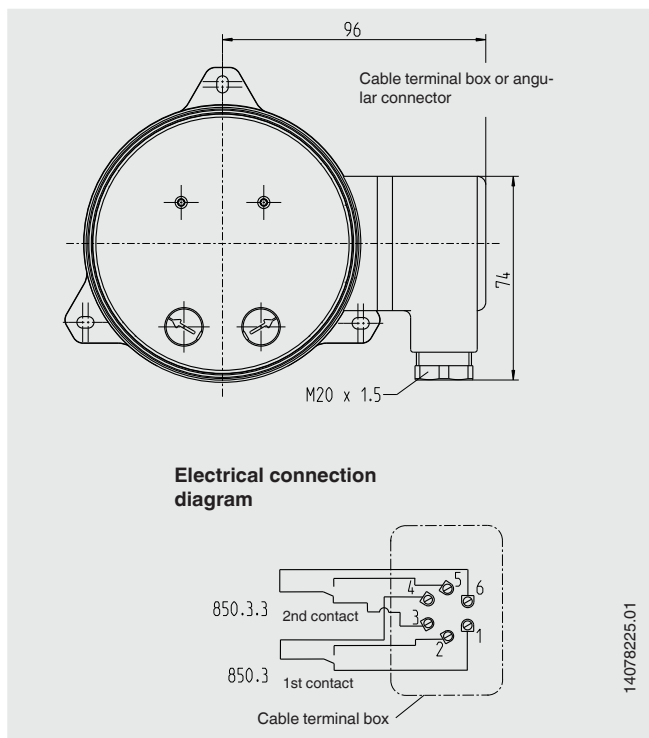 96
Cable terminal box or angu-
lar connector
74
M20 x 1.5
Electrical connection
diagram
5
4
6
850.3.3
2nd contact
3
1
2
850.3
1st contact
Cable terminal box
14078225.01